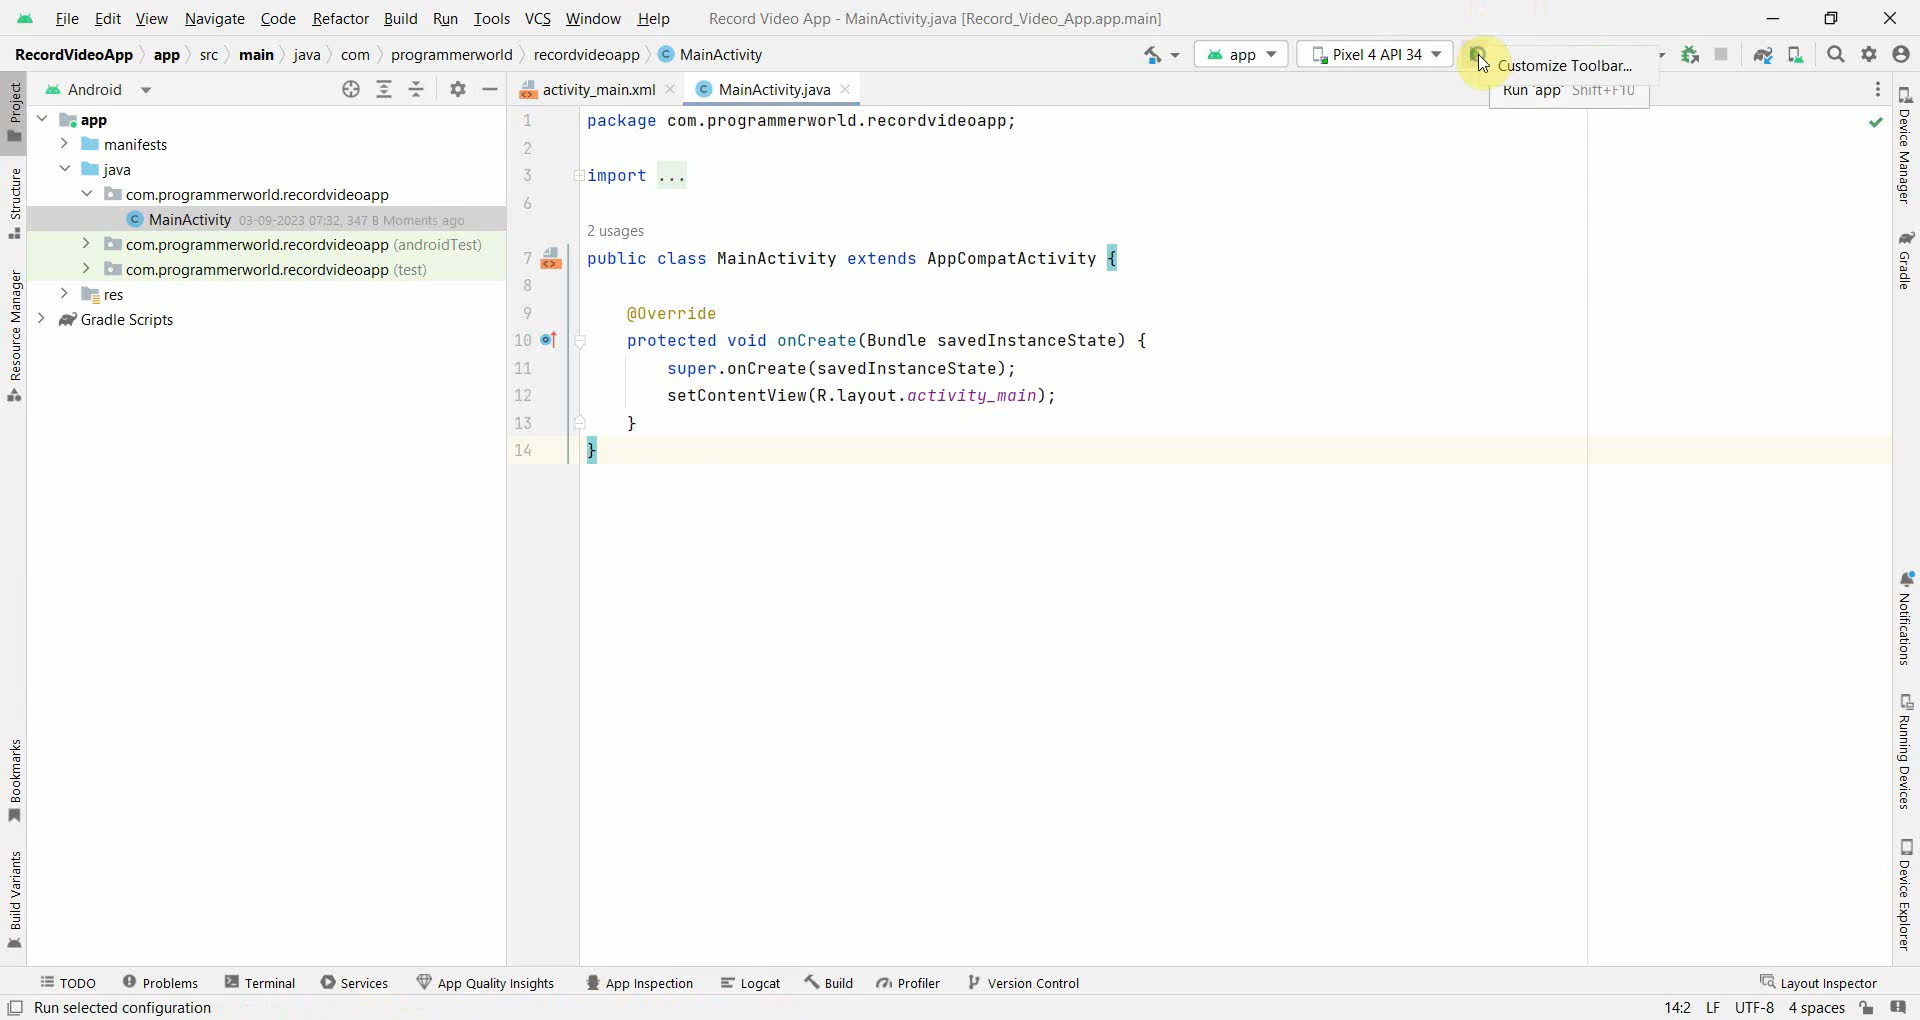 File Edit View Navigate Code Refactor Build Run Tools VCS Window Help Record Video App - MainActivity.java [Record_Video_App.app.main]
RecordVideoApp app src main java com programmerworld recordvideoapp MainActivity app Pixel 4 API 34
Customize Toolbar...
Run 'app' Shift+F10
Android
activity_main.xml MainActivity.java
app
manifests
java
com.programmerworld.recordvideoapp
MainActivity 03-09-2023 07:32, 347 B Moments ago
com.programmerworld.recordvideoapp (androidTest)
com.programmerworld.recordvideoapp (test)
res
Gradle Scripts
1 package com.programmerworld.recordvideoapp;
2
3 import ...
6
2 usages
7 public class MainActivity extends AppCompatActivity {
8
9 @Override
10 protected void onCreate(Bundle savedInstanceState) {
11 super.onCreate(savedInstanceState);
12 setContentView(R.layout.activity_main);
13 }
14 }
Project
Structure
Resource Manager
Bookmarks
Build Variants
Device Manager
Gradle
Notifications
Running Devices
Device Explorer
TODO Problems Terminal Services App Quality Insights App Inspection Logcat Build Profiler Version Control Layout Inspector
Run selected configuration 14:2 LF UTF-8 4 spaces